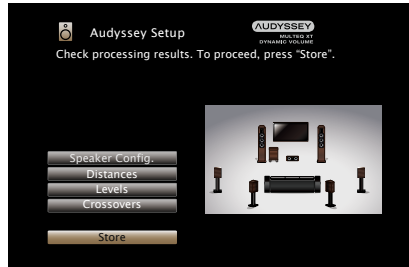 Audyssey Setup
AUDYSSEY
MULTEQ XT
DYNAMIC VOLUME
Check processing results. To proceed, press “Store”.
Speaker Config.
Distances
Levels
Crossovers
Store